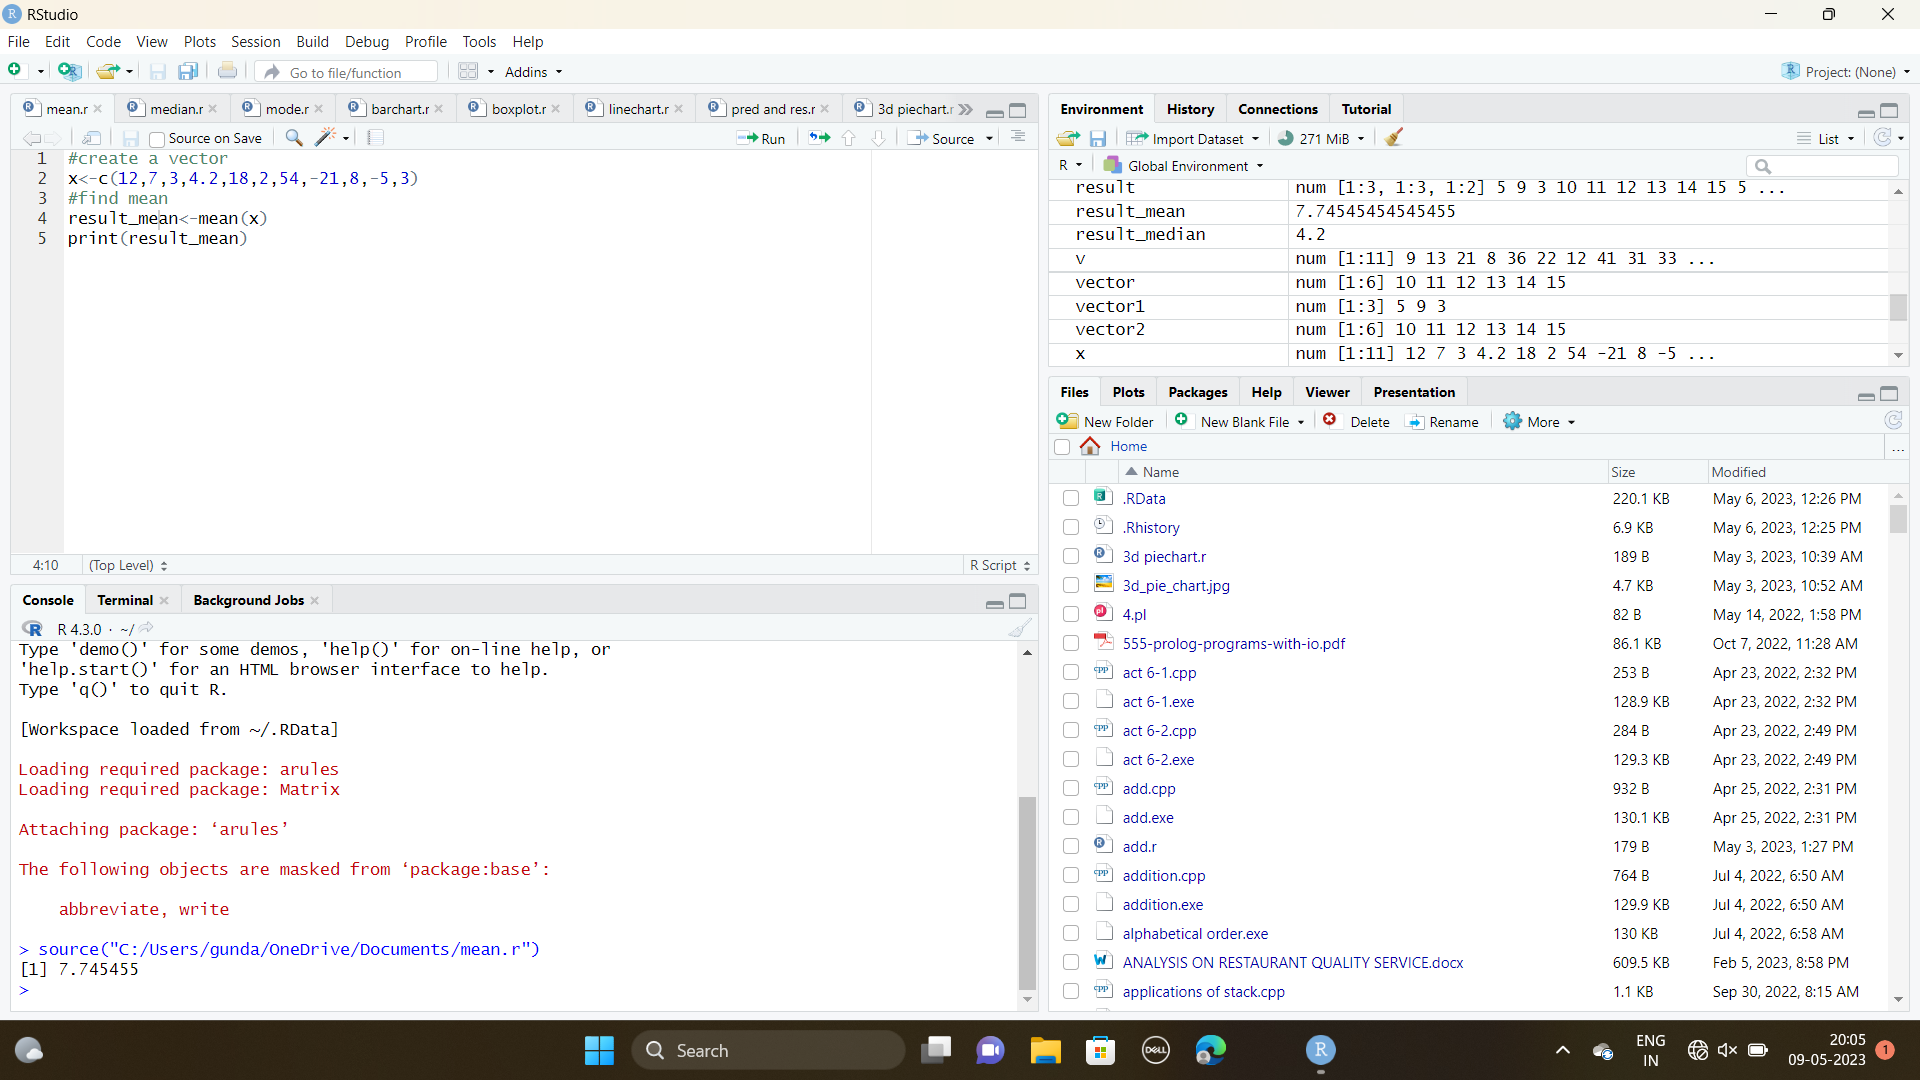 RStudio
File Edit Code View Plots Session Build Debug Profile Tools Help
Go to file/function Addins Project: (None)
mean.r median.r mode.r barchart.r boxplot.r linechart.r pred and res.r 3d piechart.r
Source on Save Run Source
1 #create a vector
2 x<-c(12,7,3,4.2,18,2,54,-21,8,-5,3)
3 #find mean
4 result_mean<-mean(x)
5 print(result_mean)
4:10 (Top Level) R Script
Console Terminal Background Jobs
R 4.3.0 · ~/
Type 'demo()' for some demos, 'help()' for on-line help, or
'help.start()' for an HTML browser interface to help.
Type 'q()' to quit R.
[Workspace loaded from ~/.RData]
Loading required package: arules
Loading required package: Matrix
Attaching package: ‘arules’
The following objects are masked from ‘package:base’:
abbreviate, write
> source("C:/Users/gunda/OneDrive/Documents/mean.r")
[1] 7.745455
>
Environment History Connections Tutorial
Import Dataset 271 MiB List
R Global Environment
result num [1:3, 1:3, 1:2] 5 9 3 10 11 12 13 14 15 5 ...
result_mean 7.74545454545455
result_median 4.2
v num [1:11] 9 13 21 8 36 22 12 41 31 33 ...
vector num [1:6] 10 11 12 13 14 15
vector1 num [1:3] 5 9 3
vector2 num [1:6] 10 11 12 13 14 15
x num [1:11] 12 7 3 4.2 18 2 54 -21 8 -5 ...
Files Plots Packages Help Viewer Presentation
New Folder New Blank File Delete Rename More
Home ...
Name Size Modified
.RData 220.1 KB May 6, 2023, 12:26 PM
.Rhistory 6.9 KB May 6, 2023, 12:25 PM
3d piechart.r 189 B May 3, 2023, 10:39 AM
3d_pie_chart.jpg 4.7 KB May 3, 2023, 10:52 AM
4.pl 82 B May 14, 2022, 1:58 PM
555-prolog-programs-with-io.pdf 86.1 KB Oct 7, 2022, 11:28 AM
act 6-1.cpp 253 B Apr 23, 2022, 2:32 PM
act 6-1.exe 128.9 KB Apr 23, 2022, 2:32 PM
act 6-2.cpp 284 B Apr 23, 2022, 2:49 PM
act 6-2.exe 129.3 KB Apr 23, 2022, 2:49 PM
add.cpp 932 B Apr 25, 2022, 2:31 PM
add.exe 130.1 KB Apr 25, 2022, 2:31 PM
add.r 179 B May 3, 2023, 1:27 PM
addition.cpp 764 B Jul 4, 2022, 6:50 AM
addition.exe 129.9 KB Jul 4, 2022, 6:50 AM
alphabetical order.exe 130 KB Jul 4, 2022, 6:58 AM
ANALYSIS ON RESTAURANT QUALITY SERVICE.docx 609.5 KB Feb 5, 2023, 8:58 PM
applications of stack.cpp 1.1 KB Sep 30, 2022, 8:15 AM
Search DELL R ENG 20:05 1
IN 09-05-2023